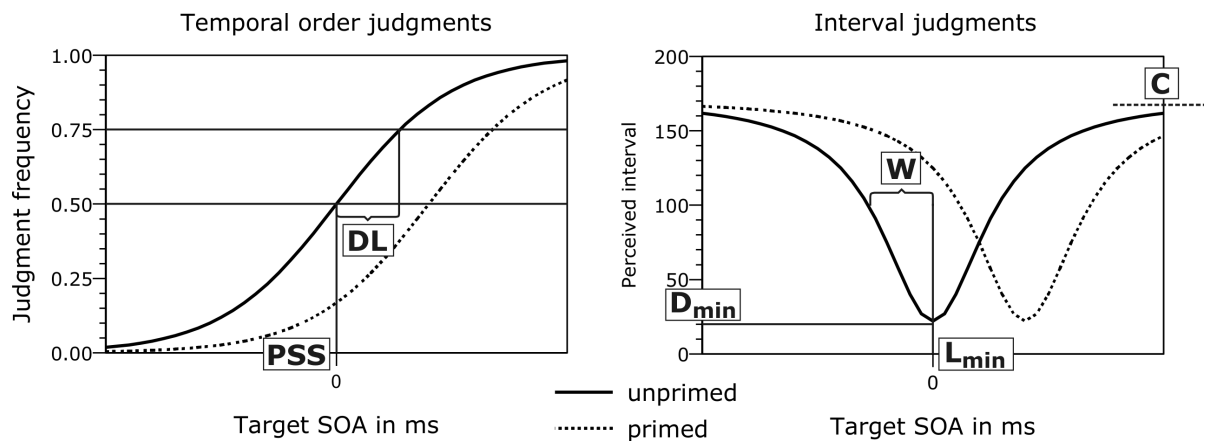 Temporal order judgments
Judgment frequency
1.00
0.75
0.50
0.25
0.00
DL
PSS
0
Target SOA in ms
Interval judgments
Perceived interval
200
150
100
50
0
C
W
Dmin
Lmin
0
Target SOA in ms
unprimed
primed